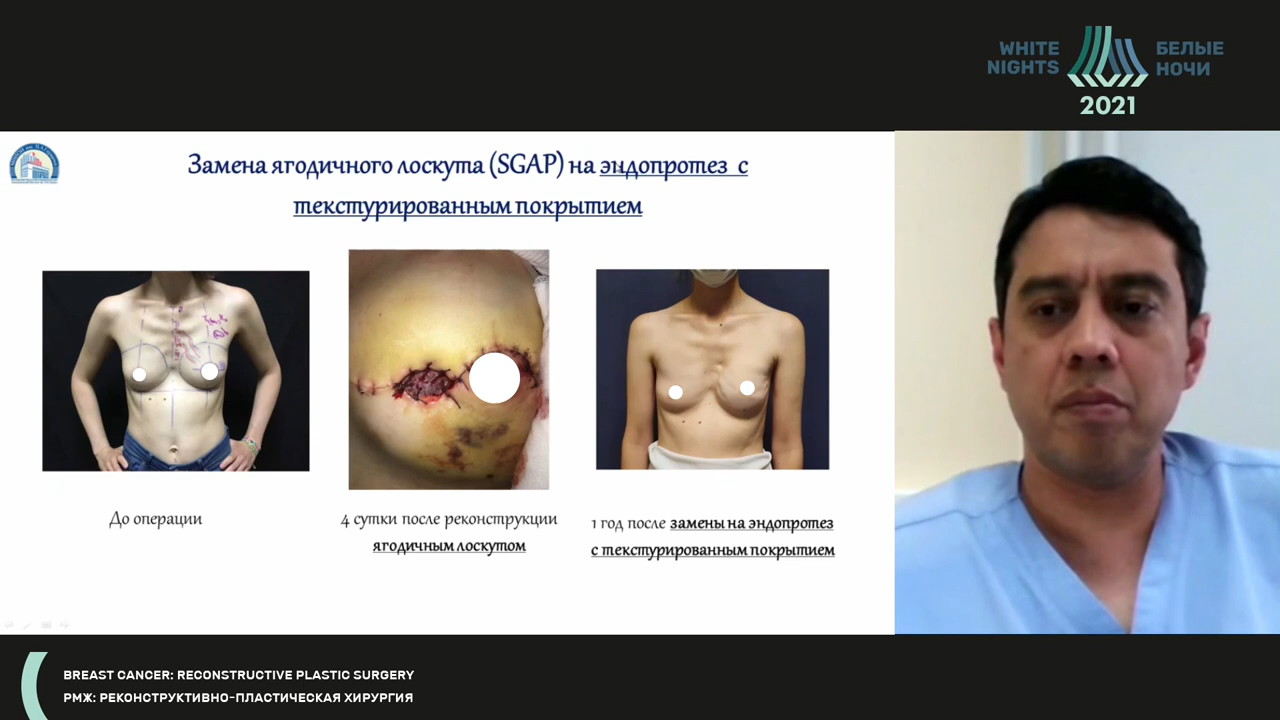 WHITE
NIGHTS
БЕЛЫЕ
НОЧИ
2021
Замена ягодичного лоскута (SGAP) на эндопротез с
текстурированным покрытием
До операции
4 сутки после реконструкции
ягодичным лоскутом
1 год после замены на эндопротез
с текстурированным покрытием
BREAST CANCER: RECONSTRUCTIVE PLASTIC SURGERY
РМЖ: РЕКОНСТРУКТИВНО-ПЛАСТИЧЕСКАЯ ХИРУРГИЯ